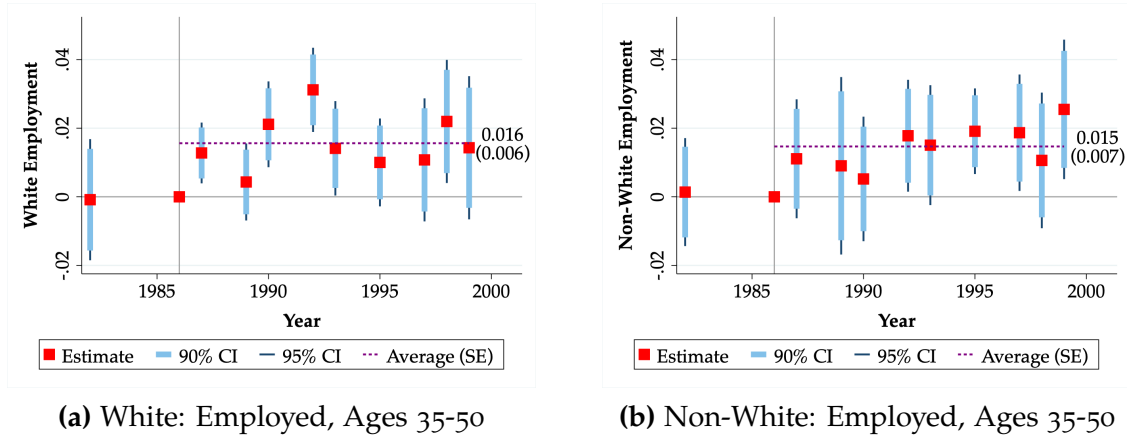 White Employment
.04
.02
0
-.02
0.016
(0.006)
1985 1990 1995 2000
Year
Estimate 90% CI 95% CI Average (SE)
(a) White: Employed, Ages 35-50
Non-White Employment
.04
.02
0
-.02
0.015
(0.007)
1985 1990 1995 2000
Year
Estimate 90% CI 95% CI Average (SE)
(b) Non-White: Employed, Ages 35-50